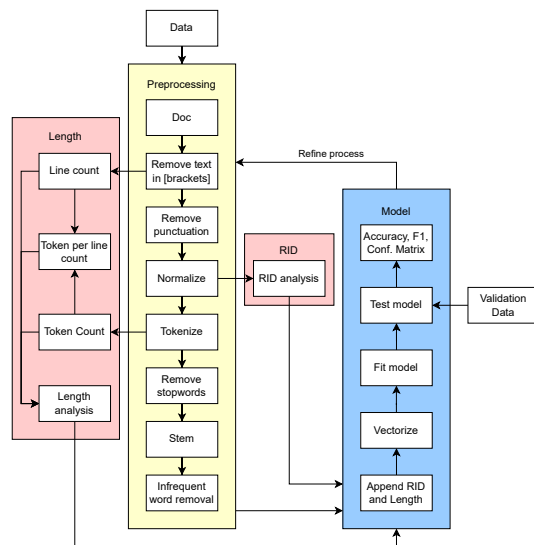 Data
Preprocessing
Doc
Remove text
in [brackets]
Remove
punctuation
Normalize
Tokenize
Remove
stopwords
Stem
Infrequent
word removal
Length
Line count
Token per line
count
Token Count
Length
analysis
RID
RID analysis
Refine process
Model
Accuracy, F1,
Conf. Matrix
Test model
Fit model
Vectorize
Append RID
and Length
Validation
Data